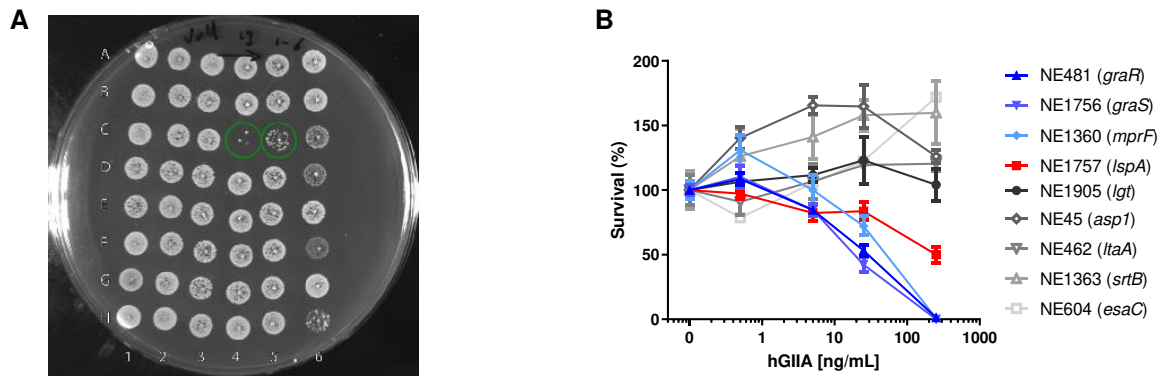 A
B
1-6
A
B
C
D
E
F
G
H
1 2 3 4 5 6
Survival (%)
200
150
100
50
0
0 1 10 100 1000
hGIIA [ng/mL]
NE481 (graR)
NE1756 (graS)
NE1360 (mprF)
NE1757 (lspA)
NE1905 (lgt)
NE45 (asp1)
NE462 (ltaA)
NE1363 (srtB)
NE604 (esaC)